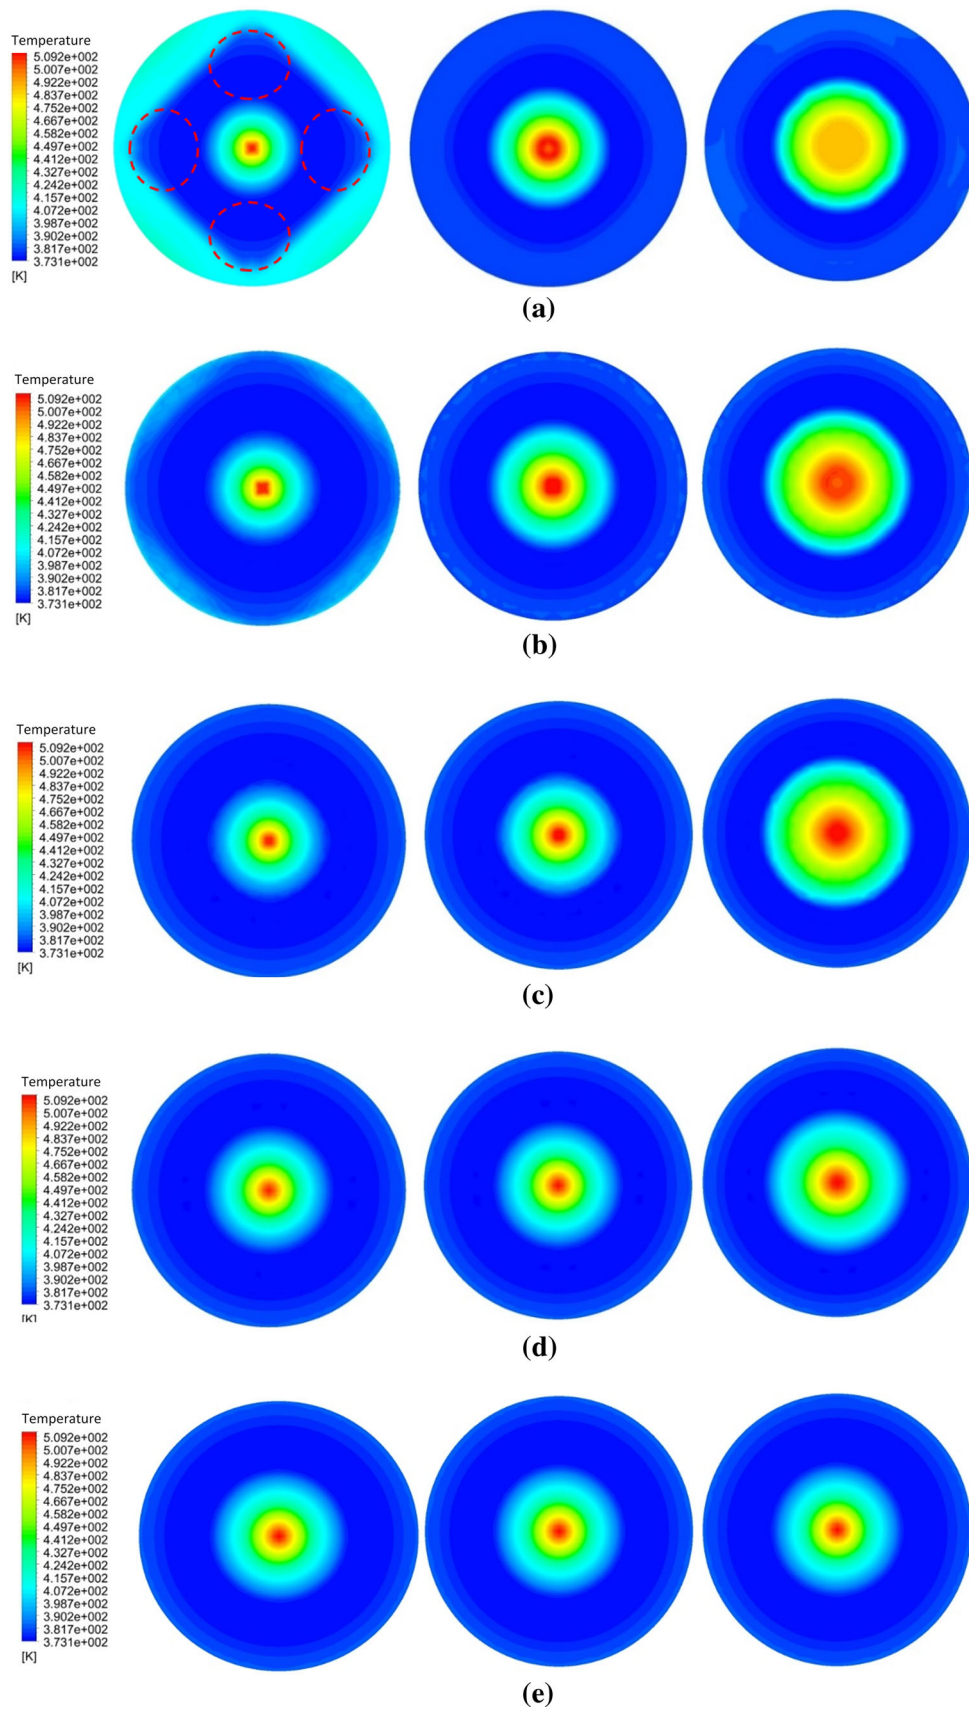 Temperature
5.092e+002
5.007e+002
4.922e+002
4.837e+002
4.752e+002
4.667e+002
4.582e+002
4.497e+002
4.412e+002
4.327e+002
4.242e+002
4.157e+002
4.072e+002
3.987e+002
3.902e+002
3.817e+002
3.731e+002
[K]
(a)
Temperature
5.092e+002
5.007e+002
4.922e+002
4.837e+002
4.752e+002
4.667e+002
4.582e+002
4.497e+002
4.412e+002
4.327e+002
4.242e+002
4.157e+002
4.072e+002
3.987e+002
3.902e+002
3.817e+002
3.731e+002
[K]
(b)
Temperature
5.092e+002
5.007e+002
4.922e+002
4.837e+002
4.752e+002
4.667e+002
4.582e+002
4.497e+002
4.412e+002
4.327e+002
4.242e+002
4.157e+002
4.072e+002
3.987e+002
3.902e+002
3.817e+002
3.731e+002
[K]
(c)
Temperature
5.092e+002
5.007e+002
4.922e+002
4.837e+002
4.752e+002
4.667e+002
4.582e+002
4.497e+002
4.412e+002
4.327e+002
4.242e+002
4.157e+002
4.072e+002
3.987e+002
3.902e+002
3.817e+002
3.731e+002
[K]
(d)
Temperature
5.092e+002
5.007e+002
4.922e+002
4.837e+002
4.752e+002
4.667e+002
4.582e+002
4.497e+002
4.412e+002
4.327e+002
4.242e+002
4.157e+002
4.072e+002
3.987e+002
3.902e+002
3.817e+002
3.731e+002
[K]
(e)